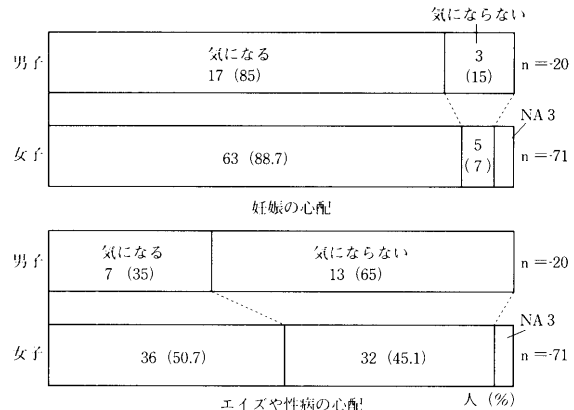 気にならない
男子
気になる
17 (85)
3
(15)
n=20
NA 3
女子
63 (88.7)
5
(7)
n=71
妊娠の心配
男子
気になる
7 (35)
気にならない
13 (65)
n=20
NA 3
女子
36 (50.7)
32 (45.1)
n=71
エイズや性病の心配
人 (%)